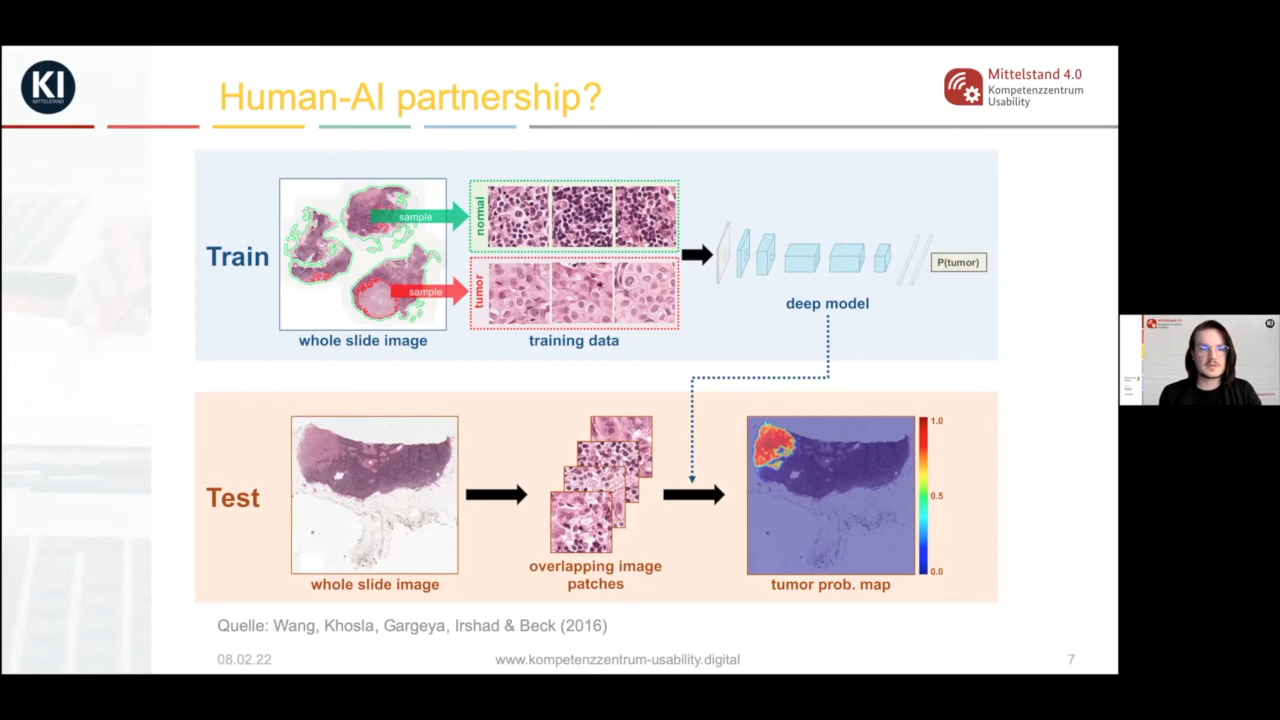 KI
MITTELSTAND
Human-AI partnership?
Mittelstand 4.0
Kompetenzzentrum
Usability
Train
sample
sample
normal
tumor
P(tumor)
deep model
whole slide image
training data
Test
1.0
0.5
0.0
overlapping image
patches
whole slide image
tumor prob. map
Quelle: Wang, Khosla, Gargeya, Irshad & Beck (2016)
08.02.22
www.kompetenzzentrum-usability.digital
7